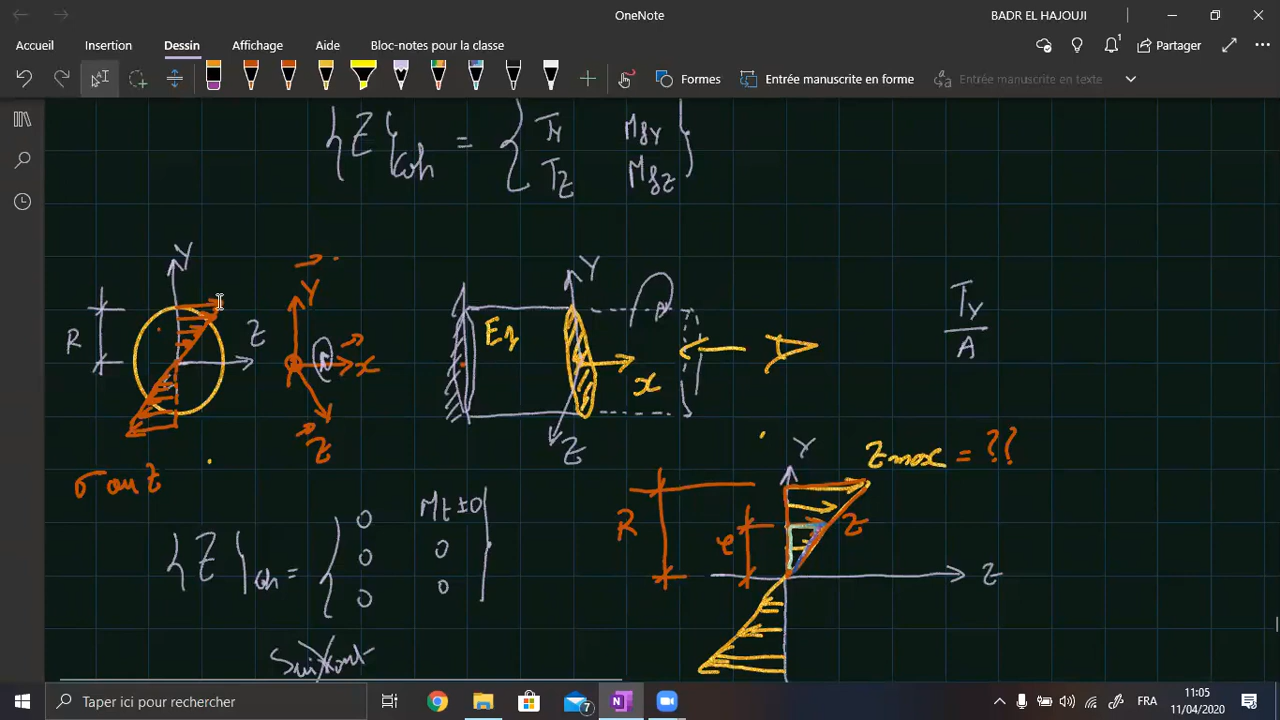 OneNote
BADR EL HAJOUJI
Accueil Insertion Dessin Affichage Aide Bloc-notes pour la classe
Partager
Formes
Entrée manuscrite en forme
Entrée manuscrite en texte
{Z}coh = { Ty Mfy
Tz Mfz }
Y
Z
R
Y
x
Z
Y
Eg
x
Z
Ty
A
σ ou Z
{Z}coh = { 0 Mt ≠ 0
0 0
0 0
Y
Zmax = ??
R
e
Z
Z
Taper ici pour rechercher
7
FRA
11:05
11/04/2020